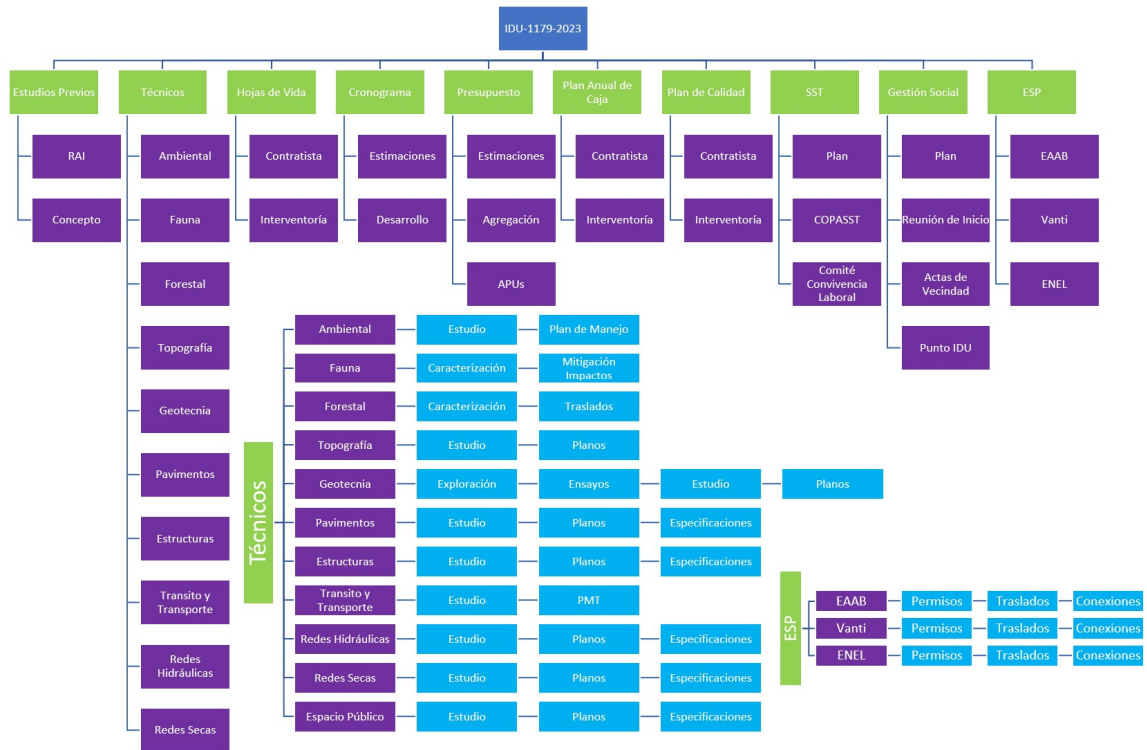 IDU-1179-2023
Estudios Previos
Técnicos
Hojas de Vida
Cronograma
Presupuesto
Plan Anual de
Caja
Plan de Calidad
SST
Gestión Social
ESP
RAI
Ambiental
Contratista
Estimaciones
Estimaciones
Contratista
Contratista
Plan
Plan
EAAB
Concepto
Fauna
Interventoría
Desarrollo
Agregación
Interventoría
Interventoría
COPASST
Reunión de Inicio
Vanti
Forestal
APUs
Comité
Convivencia
Laboral
Actas de
Vecindad
ENEL
Topografía
Punto IDU
Geotecnia
Pavimentos
Estructuras
Transito y
Transporte
Redes
Hidráulicas
Redes Secas
Técnicos
Ambiental
Estudio
Plan de Manejo
Fauna
Caracterización
Mitigación
Impactos
Forestal
Caracterización
Traslados
Topografía
Estudio
Planos
Geotecnia
Exploración
Ensayos
Estudio
Planos
Pavimentos
Estudio
Planos
Especificaciones
Estructuras
Estudio
Planos
Especificaciones
Transito y
Transporte
Estudio
PMT
Redes Hidráulicas
Estudio
Planos
Especificaciones
Redes Secas
Estudio
Planos
Especificaciones
Espacio Público
Estudio
Planos
Especificaciones
ESP
EAAB
Permisos
Traslados
Conexiones
Vanti
Permisos
Traslados
Conexiones
ENEL
Permisos
Traslados
Conexiones